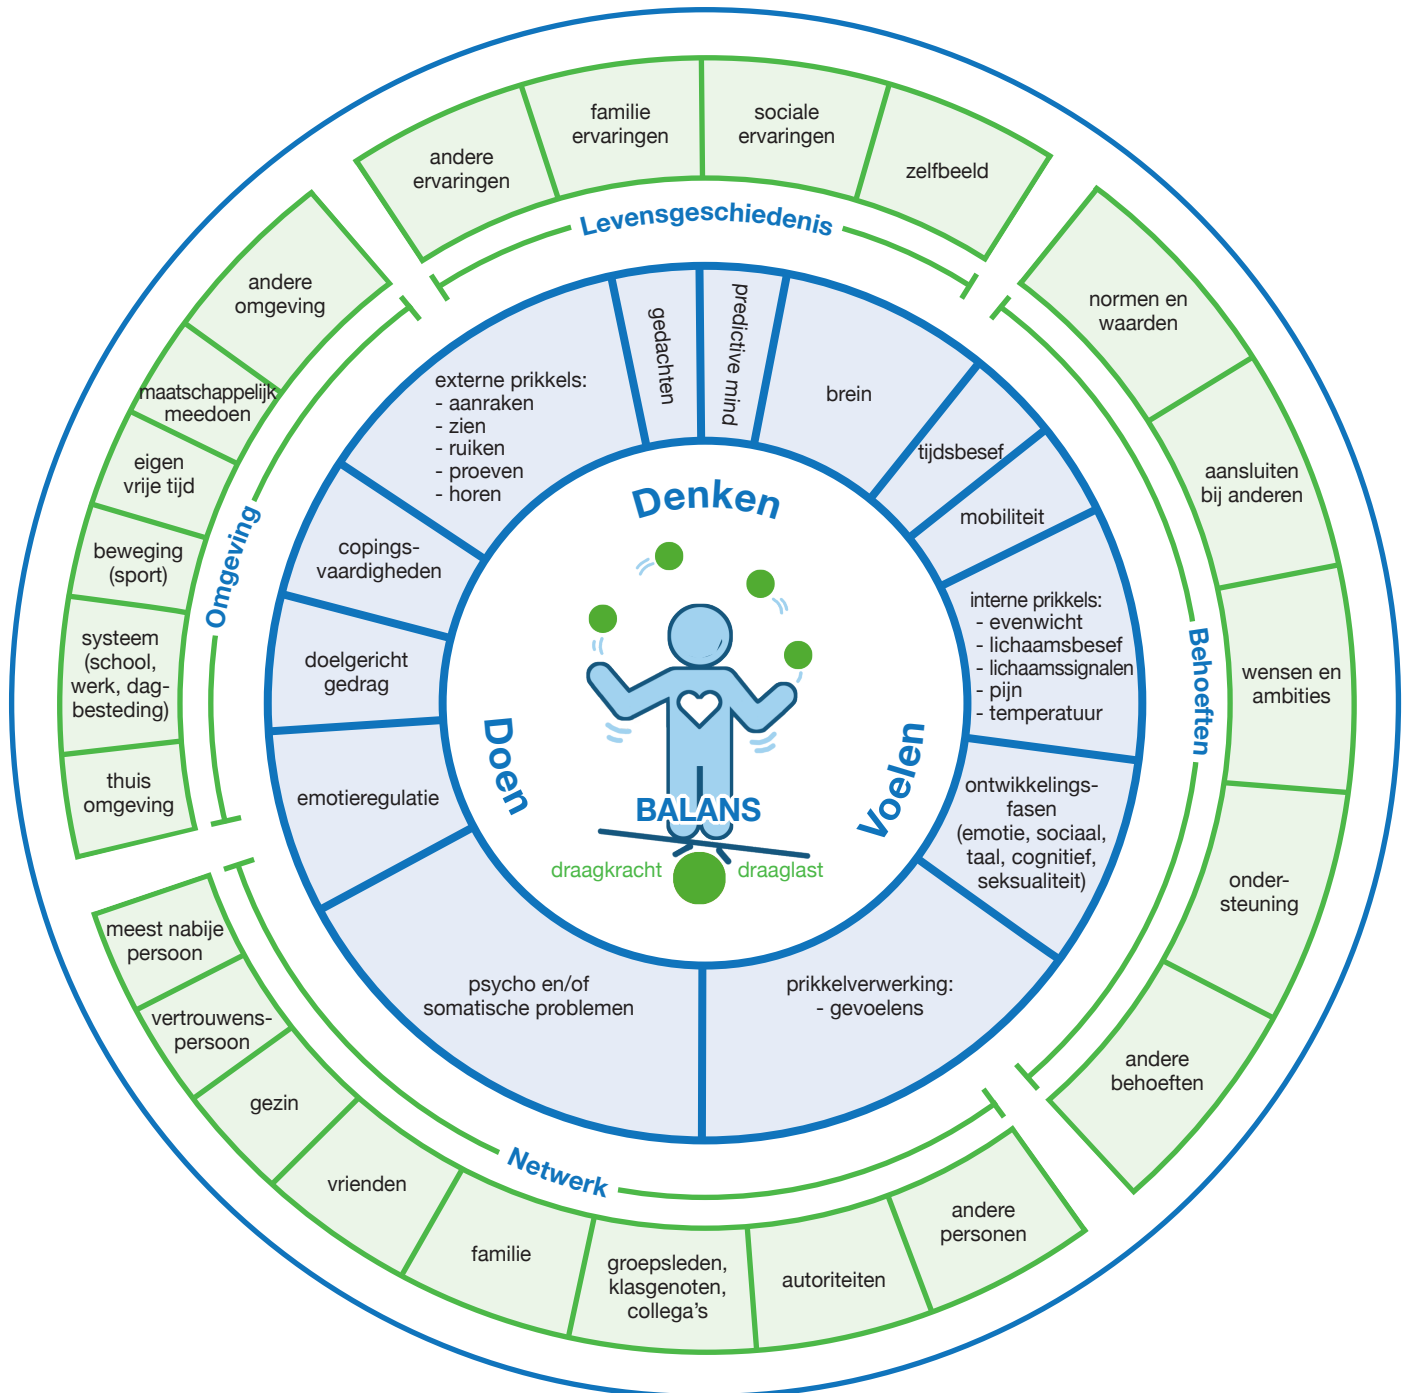 andere
ervaringen
familie
ervaringen
sociale
ervaringen
zelfbeeld
Levensgeschiedenis
normen en
waarden
aansluiten
bij anderen
wensen en
ambities
onder-
steuning
andere
behoeften
Behoeften
andere
personen
autoriteiten
groepsleden,
klasgenoten,
collega's
familie
vrienden
gezin
vertrouwens-
persoon
meest nabije
persoon
Netwerk
thuis
omgeving
systeem
(school,
werk, dag-
besteding)
beweging
(sport)
eigen
vrije tijd
maatschappelijk
meedoen
andere
omgeving
Omgeving
gedachten
predictive mind
brein
tijdsbesef
mobiliteit
interne prikkels:
- evenwicht
- lichaamsbesef
- lichaamssignalen
- pijn
- temperatuur
ontwikkelings-
fasen
(emotie, sociaal,
taal, cognitief,
seksualiteit)
prikkelverwerking:
- gevoelens
psycho en/of
somatische problemen
emotieregulatie
doelgericht
gedrag
copings-
vaardigheden
externe prikkels:
- aanraken
- zien
- ruiken
- proeven
- horen
Denken
Voelen
Doen
BALANS
draagkracht
draaglast